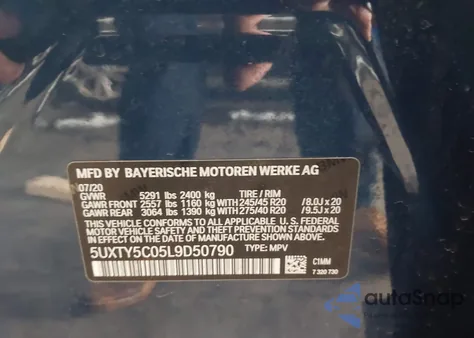 MFD BY BAYERISCHE MOTOREN WERKE AG
07/20
GVWR 5291 lbs 2400 kg TIRE / RIM
GAWR FRONT 2557 lbs 1160 kg WITH 245/45 R20 / 8.0J x 20
GAWR REAR 3064 lbs 1390 kg WITH 275/40 R20 / 9.5J x 20
THIS VEHICLE CONFORMS TO ALL APPLICABLE U. S.
FEDERAL MOTOR VEHICLE SAFETY, BUMPER, AND
THEFT PREVENTION STANDARDS IN EFFECT ON THE
DATE OF MANUFACTURE SHOWN ABOVE.
5UXTY5C05L9D50790 TYPE: MPV
C1MM
7 320 730
autoSnap